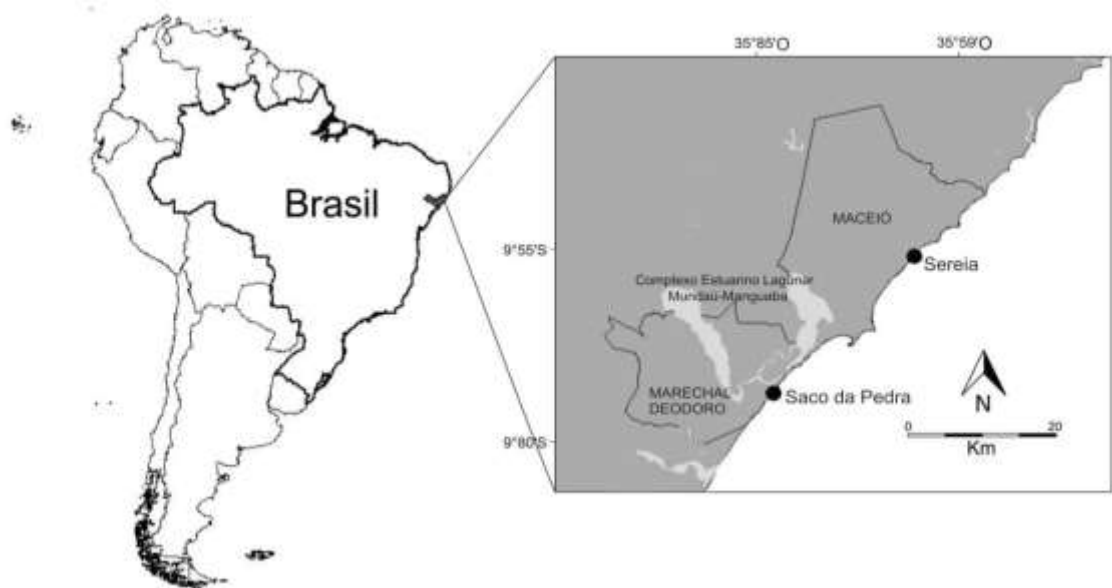 Brasil
35°85'O
35°59'O
MACEIÓ
9°55'S
Sereia
Complexo Estuarino Lagunar
Mundaú-Manguaba
MARECHAL
DEODORO
Saco da Pedra
N
0
20
Km
9°80'S